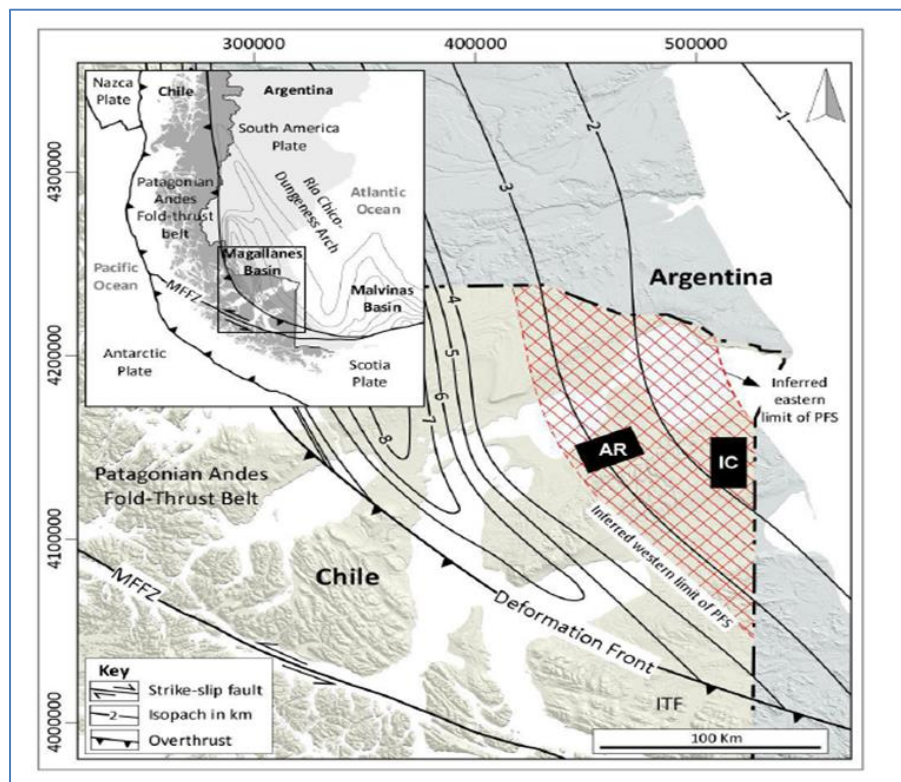 300000
400000
500000
4300000
4200000
4100000
4000000
Nazca
Plate
Chile
Argentina
South America
Plate
Patagonian
Andes
Fold-thrust
belt
Rio Chico-
Dungeness Arch
Atlantic
Ocean
Magallanes
Basin
Pacific
Ocean
MFFZ
Malvinas
Basin
Antarctic
Plate
Scotia
Plate
1
2
3
4
5
6
7
8
Argentina
Inferred
eastern
limit of PFS
AR
IC
Patagonian Andes
Fold-Thrust Belt
Inferred western limit of PFS
Chile
MFFZ
Deformation Front
ITF
Key
Strike-slip fault
2
Isopach in km
Overthrust
100 Km